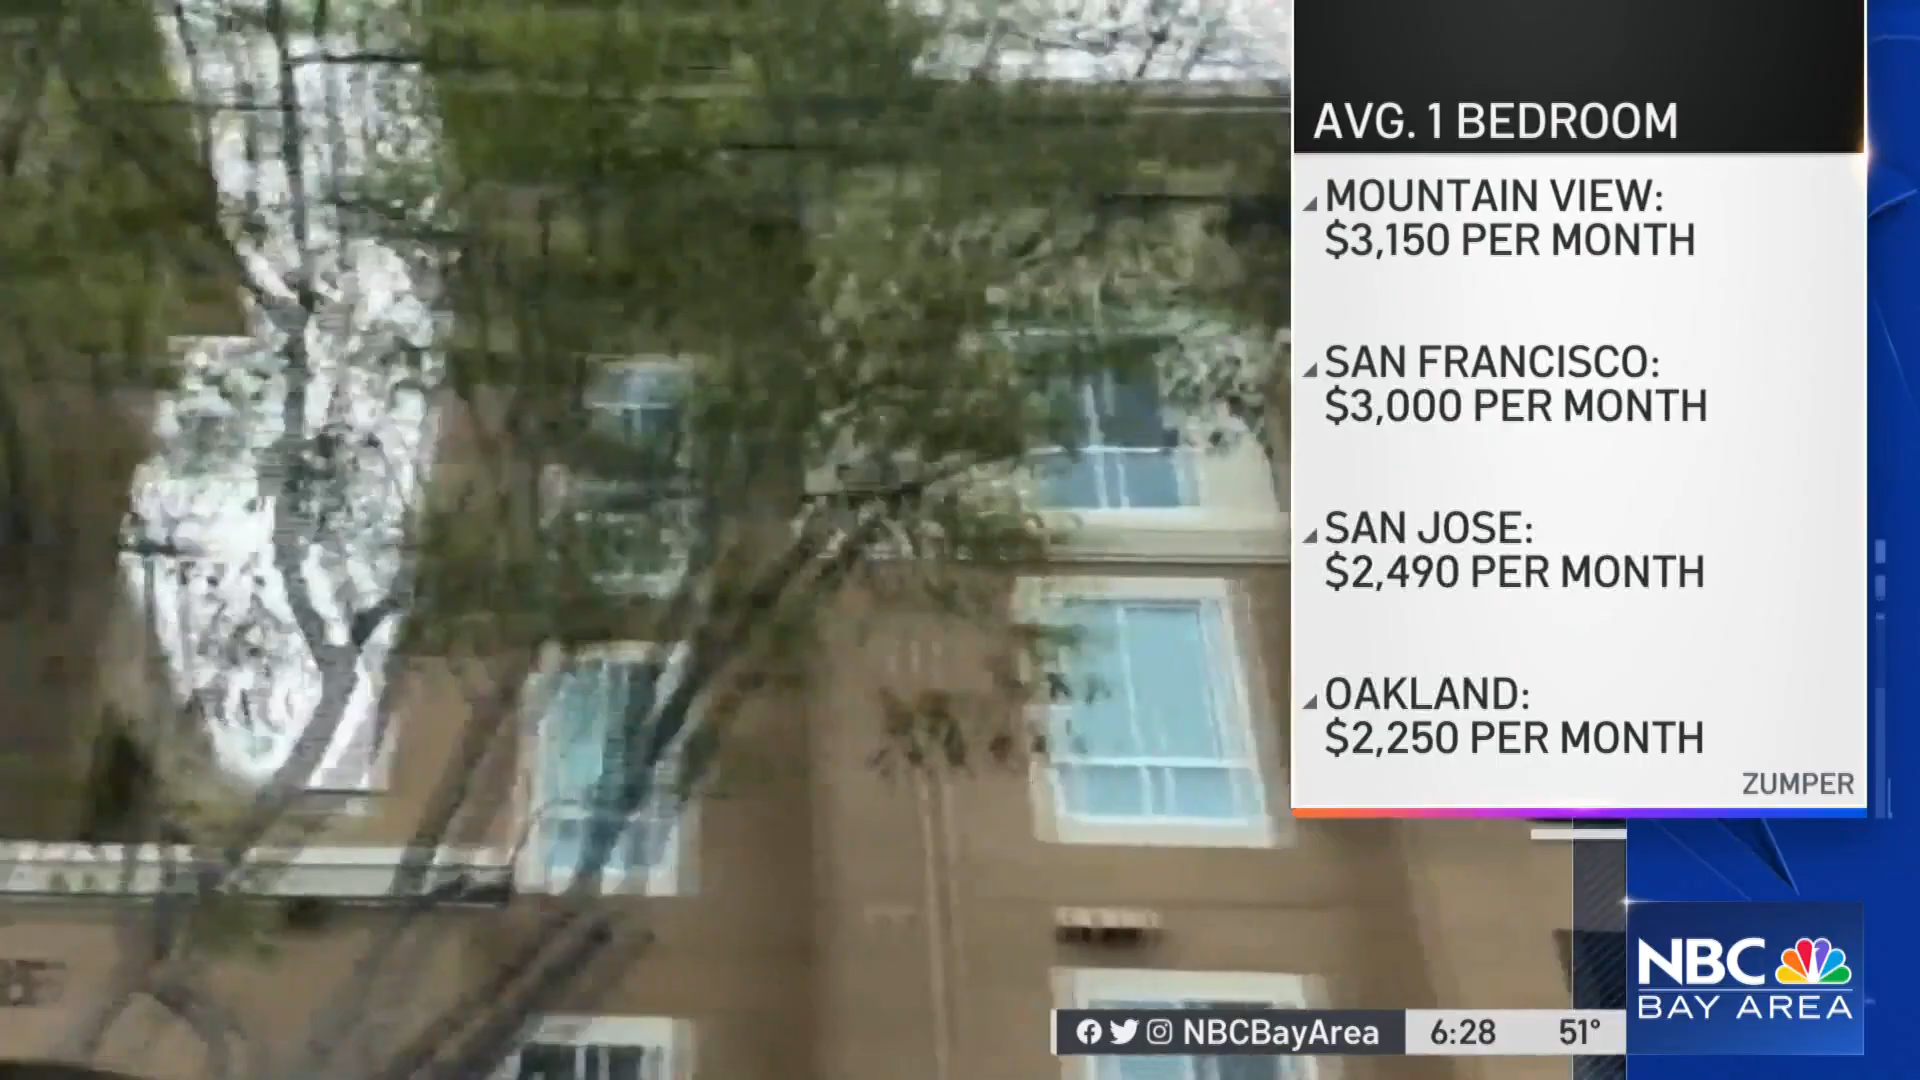 AVG. 1 BEDROOM
MOUNTAIN VIEW:
$3,150 PER MONTH
SAN FRANCISCO:
$3,000 PER MONTH
SAN JOSE:
$2,490 PER MONTH
OAKLAND:
$2,250 PER MONTH
ZUMPER
NBC
BAY AREA
NBCBayArea 6:28 51°